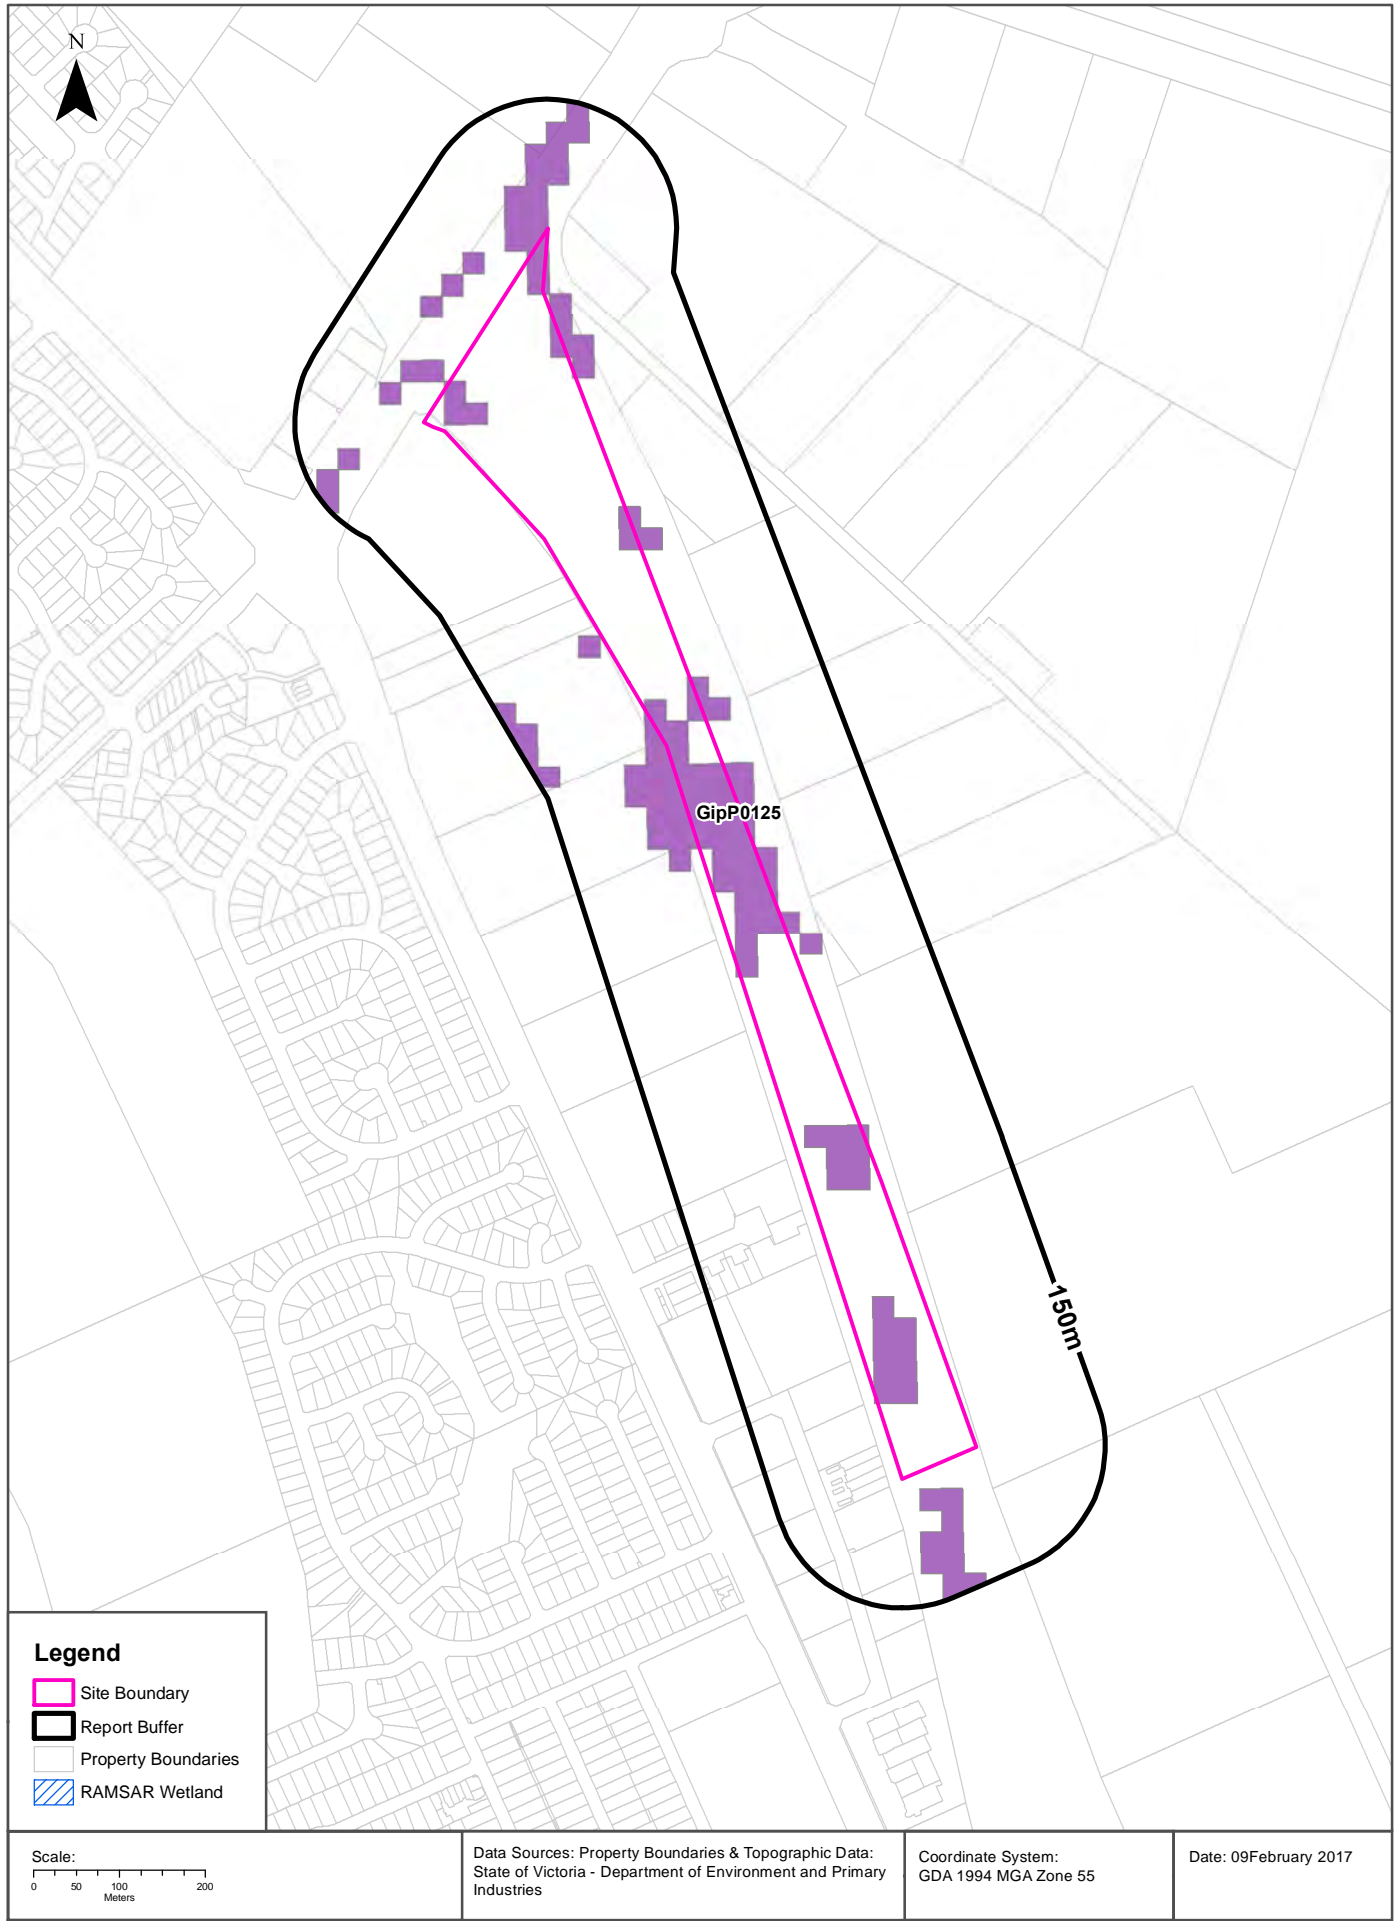 N
GipP0125
150m
Legend
Site Boundary
Report Buffer
Property Boundaries
RAMSAR Wetland
Scale:
0 50 100 200
Meters
Data Sources: Property Boundaries & Topographic Data:
State of Victoria - Department of Environment and Primary
Industries
Coordinate System:
GDA 1994 MGA Zone 55
Date: 09February 2017